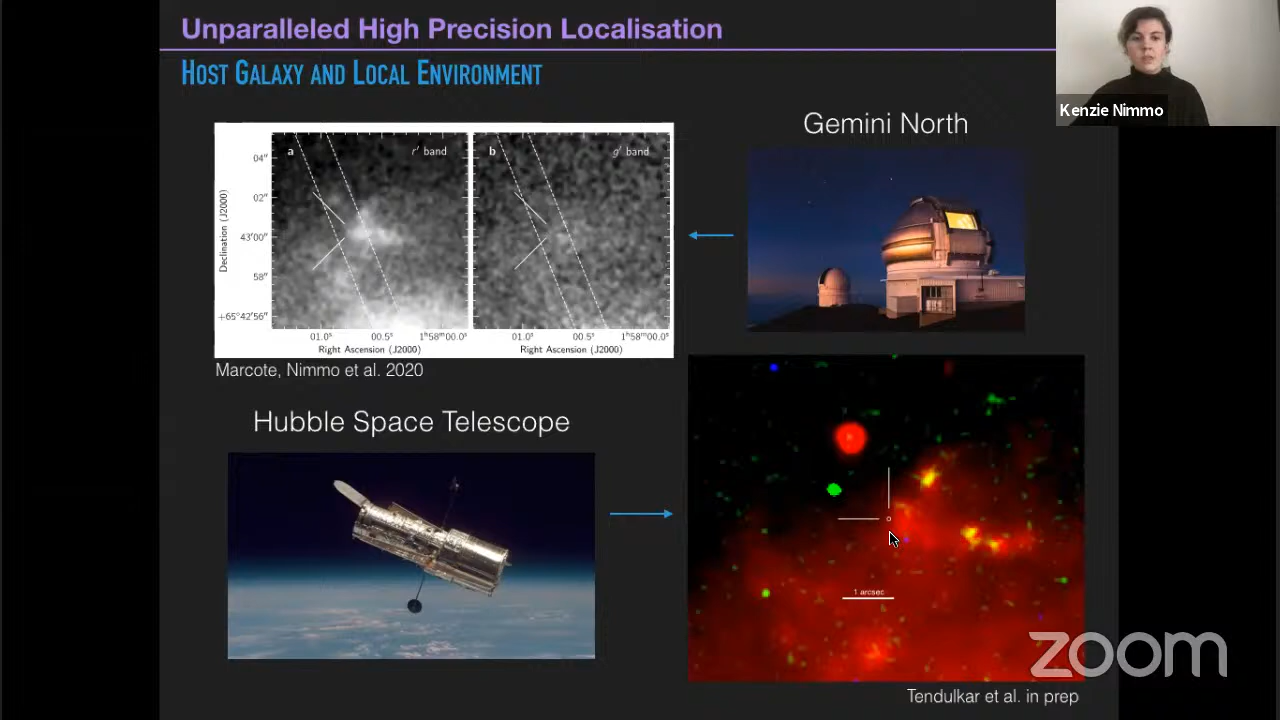 Unparalleled High Precision Localisation
HOST GALAXY AND LOCAL ENVIRONMENT
Kenzie Nimmo
Gemini North
a
r′ band
b
g′ band
04″
02″
43′00″
58″
+65°42′56″
Declination (J2000)
01.0ˢ 00.5ˢ 1ʰ58ᵐ00.0ˢ
01.0ˢ 00.5ˢ 1ʰ58ᵐ00.0ˢ
Right Ascension (J2000)
Right Ascension (J2000)
Marcote, Nimmo et al. 2020
Hubble Space Telescope
1 arcsec
zoom
Tendulkar et al. in prep